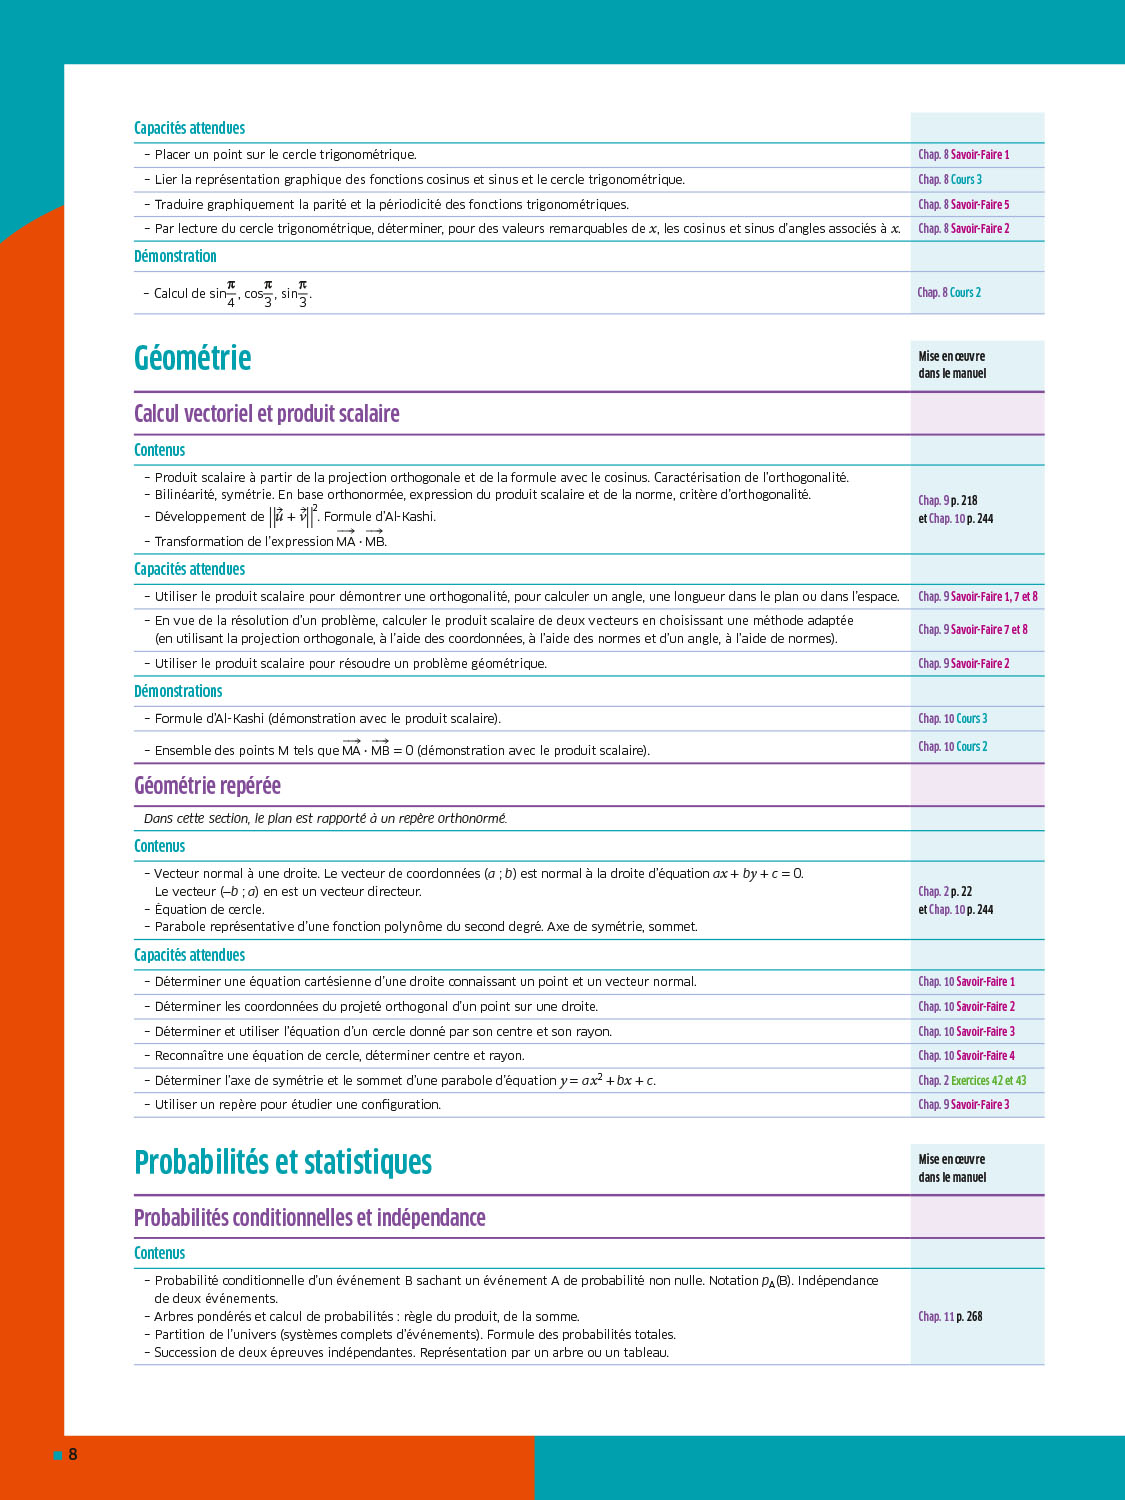 Capacités attendues
– Placer un point sur le cercle trigonométrique. Chap. 8 Savoir-Faire 1
– Lier la représentation graphique des fonctions cosinus et sinus et le cercle trigonométrique. Chap. 8 Cours 3
– Traduire graphiquement la parité et la périodicité des fonctions trigonométriques. Chap. 8 Savoir-Faire 5
– Par lecture du cercle trigonométrique, déterminer, pour des valeurs remarquables de x, les cosinus et sinus d'angles associés à x. Chap. 8 Savoir-Faire 2
Démonstration
– Calcul de sin π/4, cos π/3, sin π/3. Chap. 8 Cours 2
Géométrie Mise en œuvre
dans le manuel
Calcul vectoriel et produit scalaire
Contenus
– Produit scalaire à partir de la projection orthogonale et de la formule avec le cosinus. Caractérisation de l'orthogonalité.
– Bilinéarité, symétrie. En base orthonormée, expression du produit scalaire et de la norme, critère d'orthogonalité. Chap. 9 p. 218
– Développement de ||u⃗ + v⃗||². Formule d'Al-Kashi. et Chap. 10 p. 244
– Transformation de l'expression MA⃗ · MB⃗.
Capacités attendues
– Utiliser le produit scalaire pour démontrer une orthogonalité, pour calculer un angle, une longueur dans le plan ou dans l'espace. Chap. 9 Savoir-Faire 1, 7 et 8
– En vue de la résolution d'un problème, calculer le produit scalaire de deux vecteurs en choisissant une méthode adaptée Chap. 9 Savoir-Faire 7 et 8
(en utilisant la projection orthogonale, à l'aide des coordonnées, à l'aide des normes et d'un angle, à l'aide de normes).
– Utiliser le produit scalaire pour résoudre un problème géométrique. Chap. 9 Savoir-Faire 2
Démonstrations
– Formule d'Al-Kashi (démonstration avec le produit scalaire). Chap. 10 Cours 3
– Ensemble des points M tels que MA⃗ · MB⃗ = 0 (démonstration avec le produit scalaire). Chap. 10 Cours 2
Géométrie repérée
Dans cette section, le plan est rapporté à un repère orthonormé.
Contenus
– Vecteur normal à une droite. Le vecteur de coordonnées (a ; b) est normal à la droite d'équation ax + by + c = 0.
Le vecteur (–b ; a) en est un vecteur directeur. Chap. 2 p. 22
– Équation de cercle. et Chap. 10 p. 244
– Parabole représentative d'une fonction polynôme du second degré. Axe de symétrie, sommet.
Capacités attendues
– Déterminer une équation cartésienne d'une droite connaissant un point et un vecteur normal. Chap. 10 Savoir-Faire 1
– Déterminer les coordonnées du projeté orthogonal d'un point sur une droite. Chap. 10 Savoir-Faire 2
– Déterminer et utiliser l'équation d'un cercle donné par son centre et son rayon. Chap. 10 Savoir-Faire 3
– Reconnaître une équation de cercle, déterminer centre et rayon. Chap. 10 Savoir-Faire 4
– Déterminer l'axe de symétrie et le sommet d'une parabole d'équation y = ax² + bx + c. Chap. 2 Exercices 42 et 43
– Utiliser un repère pour étudier une configuration. Chap. 9 Savoir-Faire 3
Probabilités et statistiques Mise en œuvre
dans le manuel
Probabilités conditionnelles et indépendance
Contenus
– Probabilité conditionnelle d'un événement B sachant un événement A de probabilité non nulle. Notation p_A(B). Indépendance
de deux événements.
– Arbres pondérés et calcul de probabilités : règle du produit, de la somme. Chap. 11 p. 268
– Partition de l'univers (systèmes complets d'événements). Formule des probabilités totales.
– Succession de deux épreuves indépendantes. Représentation par un arbre ou un tableau.
8